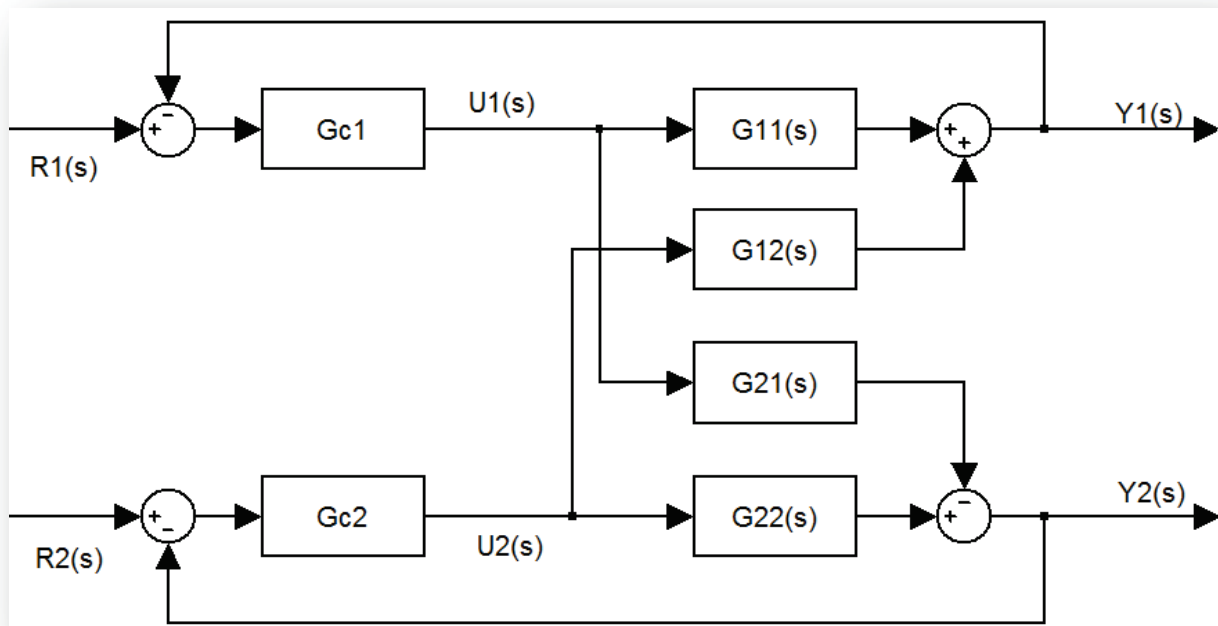 R1(s)
+
−
Gc1
U1(s)
G11(s)
+
+
Y1(s)
G12(s)
G21(s)
R2(s)
+
−
Gc2
U2(s)
G22(s)
+
−
Y2(s)